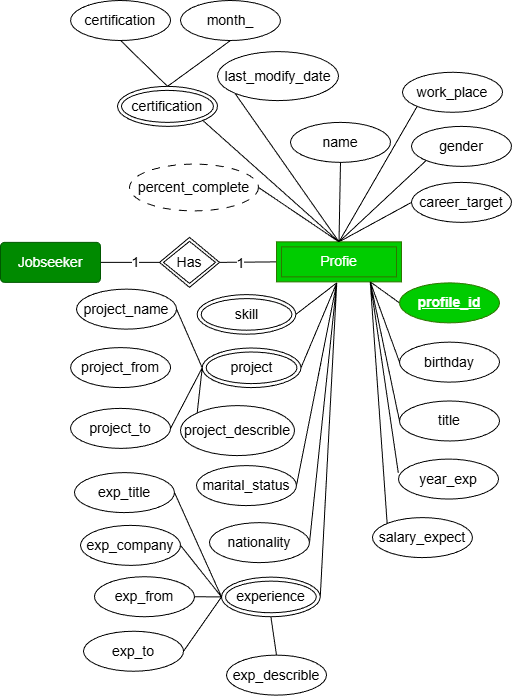 certification
month_
last_modify_date
certification
work_place
name
gender
percent_complete
career_target
Jobseeker
1
Has
1
Profie
project_name
skill
profile_id
project_from
project
birthday
project_to
project_describle
title
marital_status
year_exp
exp_title
nationality
salary_expect
exp_company
exp_from
experience
exp_to
exp_describle